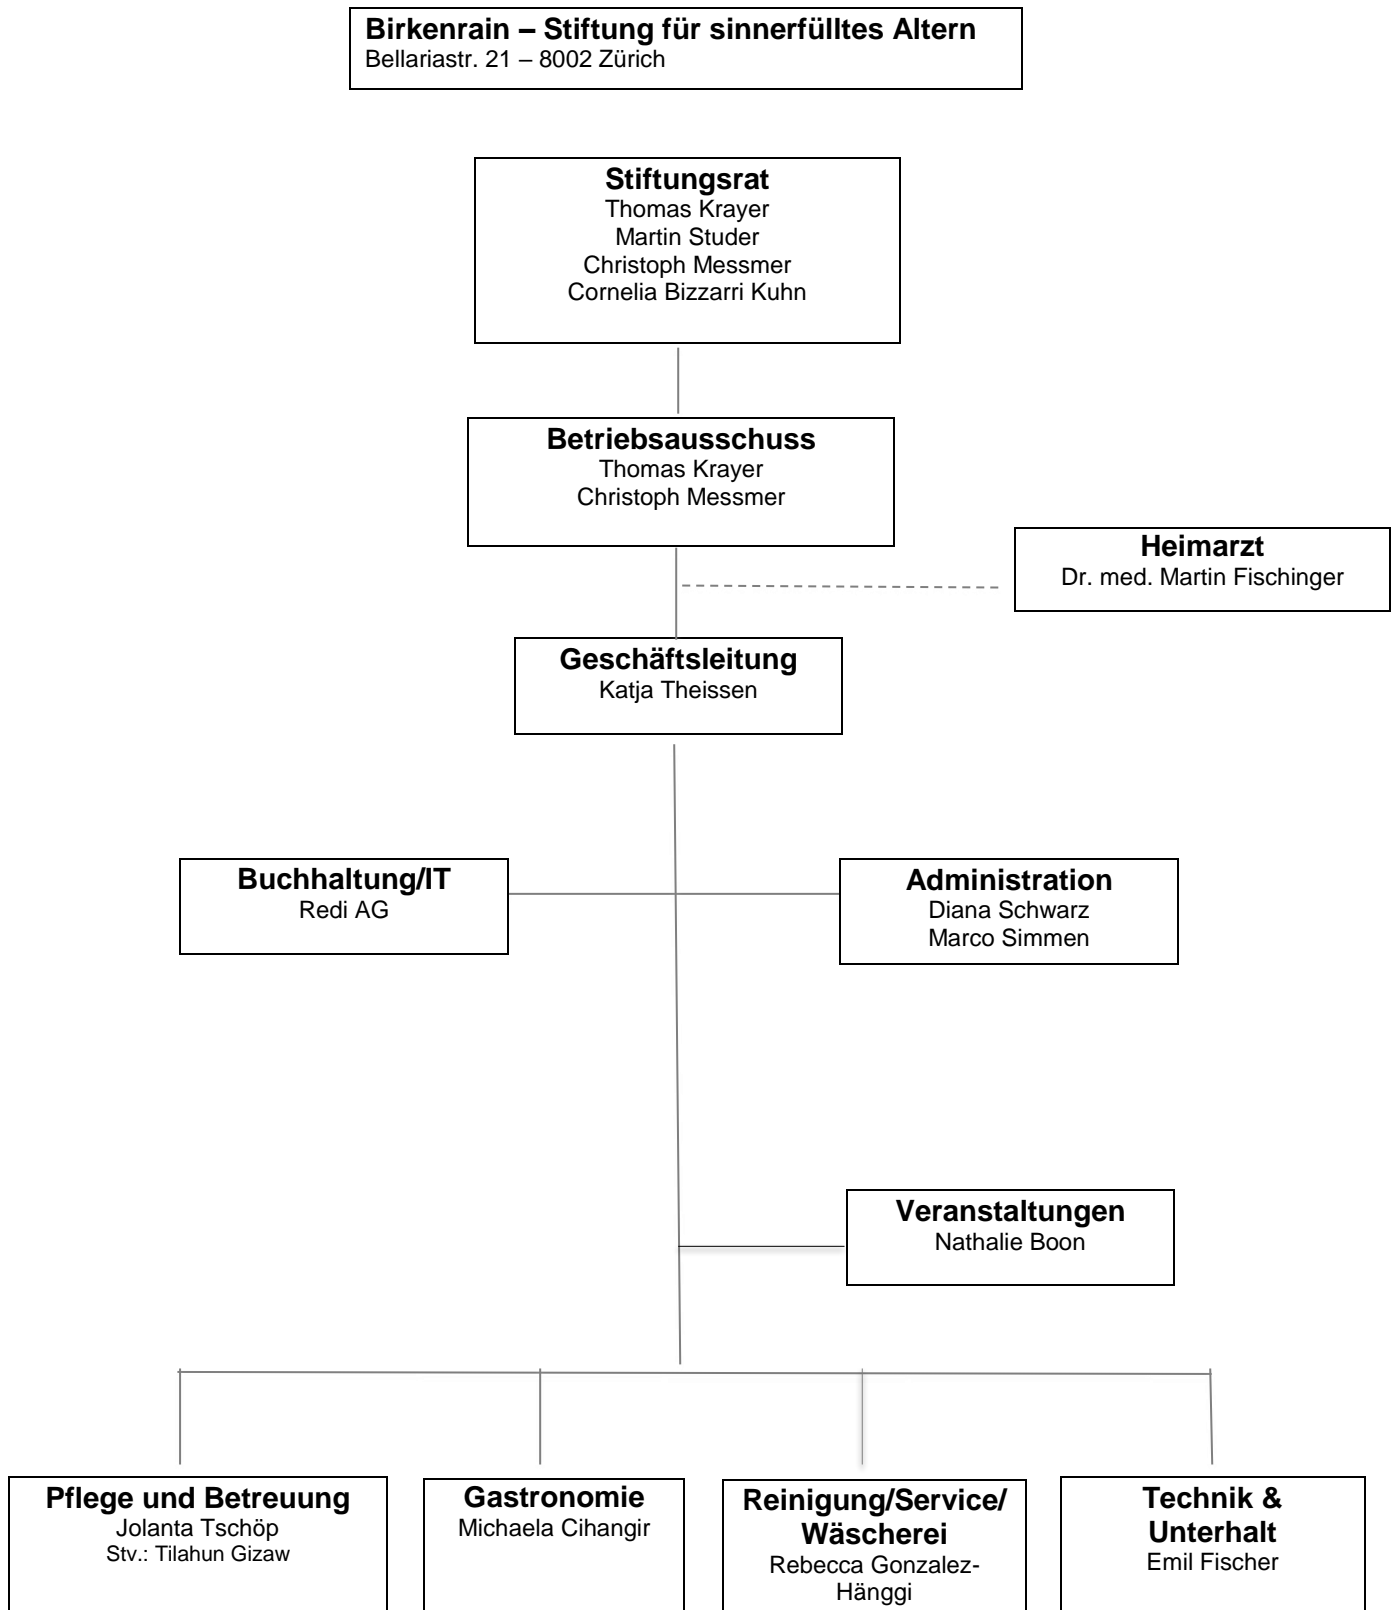 Birkenrain – Stiftung für sinnerfülltes Altern
Bellariastr. 21 – 8002 Zürich
Stiftungsrat
Thomas Krayer
Martin Studer
Christoph Messmer
Cornelia Bizzarri Kuhn
Betriebsausschuss
Thomas Krayer
Christoph Messmer
Heimarzt
Dr. med. Martin Fischinger
Geschäftsleitung
Katja Theissen
Buchhaltung/IT
Redi AG
Administration
Diana Schwarz
Marco Simmen
Veranstaltungen
Nathalie Boon
Pflege und Betreuung
Jolanta Tschöp
Stv.: Tilahun Gizaw
Gastronomie
Michaela Cihangir
Reinigung/Service/
Wäscherei
Rebecca Gonzalez-
Hänggi
Technik &
Unterhalt
Emil Fischer